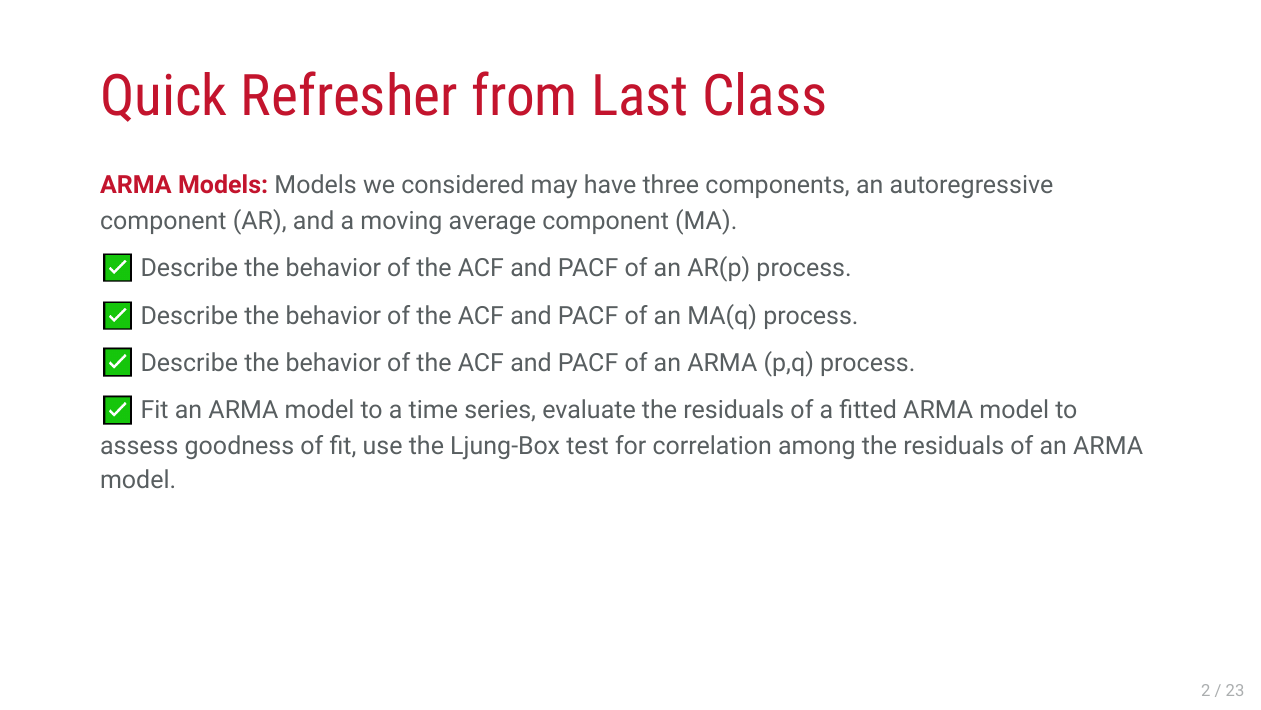 Quick Refresher from Last Class
ARMA Models: Models we considered may have three components, an autoregressive
component (AR), and a moving average component (MA).
✅ Describe the behavior of the ACF and PACF of an AR(p) process.
✅ Describe the behavior of the ACF and PACF of an MA(q) process.
✅ Describe the behavior of the ACF and PACF of an ARMA (p,q) process.
✅ Fit an ARMA model to a time series, evaluate the residuals of a fitted ARMA model to
assess goodness of fit, use the Ljung-Box test for correlation among the residuals of an ARMA
model.
2 / 23